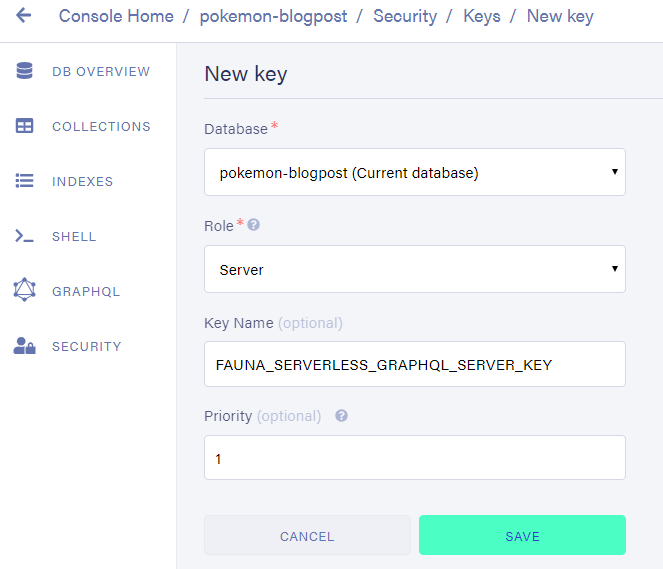 Console Home / pokemon-blogpost / Security / Keys / New key
DB OVERVIEW
COLLECTIONS
INDEXES
SHELL
GRAPHQL
SECURITY
New key
Database *
pokemon-blogpost (Current database)
Role * ?
Server
Key Name (optional)
FAUNA_SERVERLESS_GRAPHQL_SERVER_KEY
Priority (optional) ?
1
CANCEL SAVE